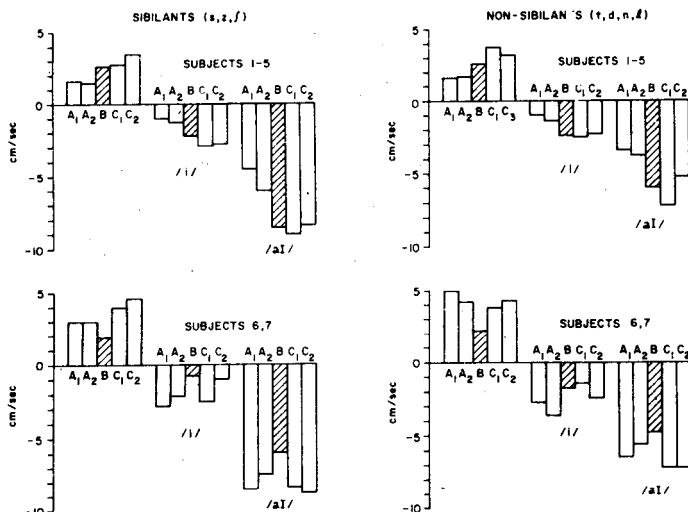 SIBILANTS (s,z,ʃ)
SUBJECTS 1-5
5
0
-5
-10
cm/sec
A₁ A₂ B C₁ C₂
A₁ A₂ B C₁ C₂
A₁ A₂ B C₁ C₂
/i/
/aI/
NON-SIBILAN S (t,d,n,ℓ)
SUBJECTS 1-5
5
0
-5
-10
cm/sec
A₁ A₂ B C₁ C₃
A₁ A₂ B C₁ C₂
A₁ A₂ B C₁ C₂
/i/
/aI/
SUBJECTS 6,7
5
0
-5
-10
cm/sec
A₁ A₂ B C₁ C₂
A₁ A₂ B C₁ C₂
A₁ A₂ B C₁ C₂
/i/
/aI/
SUBJECTS 6,7
5
0
-5
-10
cm/sec
A₁ A₂ B C₁ C₂
A₁ A₂ B C₁ C₂
A₁ A₂ B C₁ C₂
/i/
/aI/